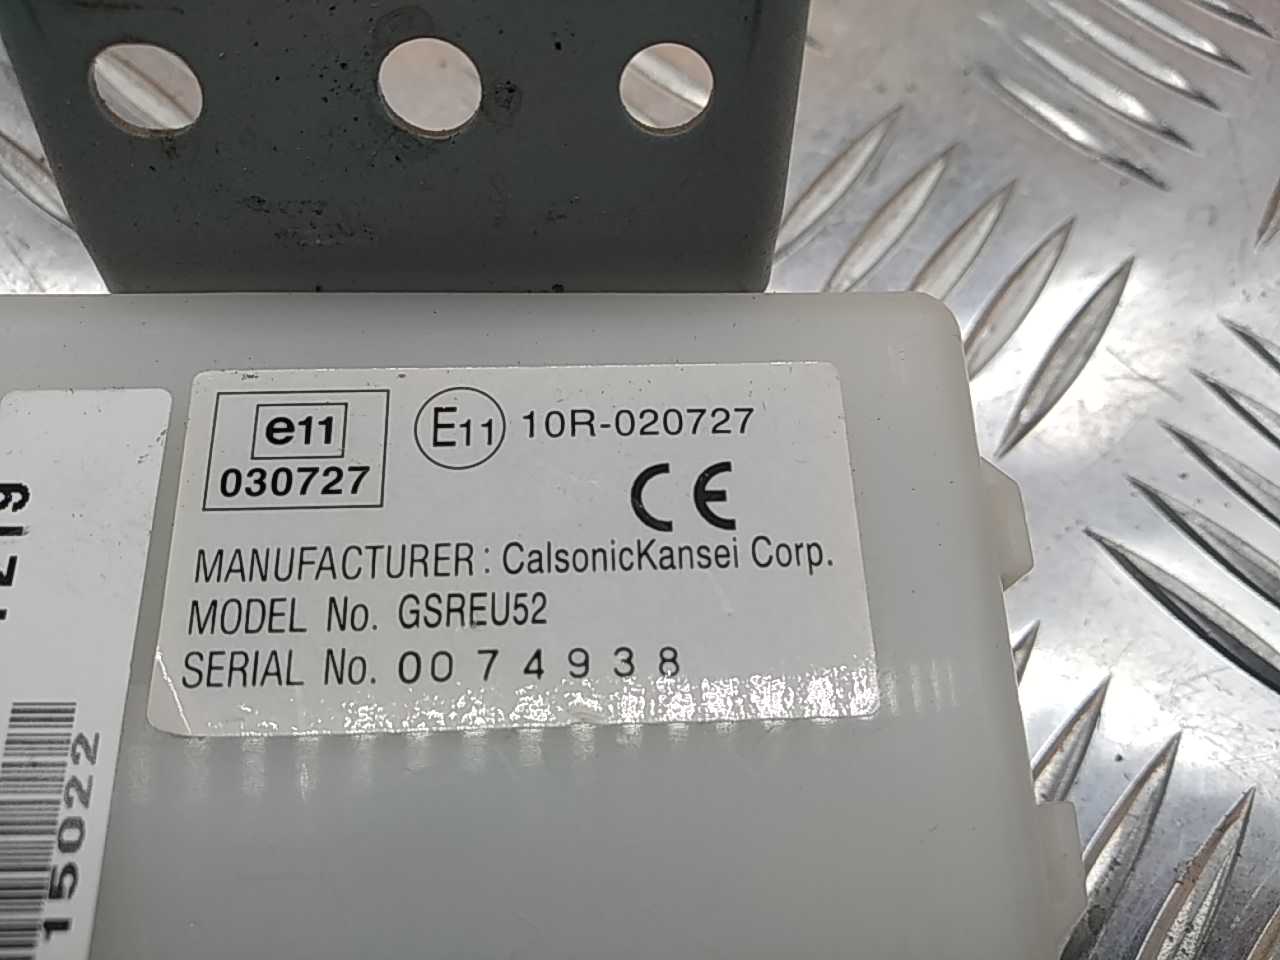 e11
030727
E11 10R-020727
CE
MANUFACTURER: CalsonicKansei Corp.
MODEL No. GSREU52
SERIAL No. 0074938
15022